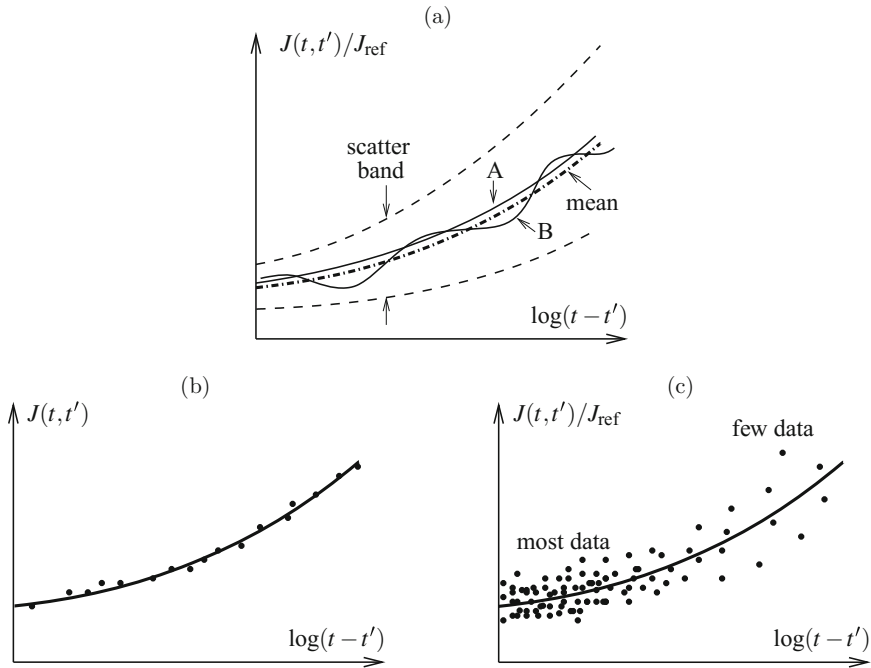 (a)
J(t,t′)/J_ref
scatter
band
A
mean
B
log(t − t′)
(b)
J(t,t′)
log(t − t′)
(c)
J(t,t′)/J_ref
few data
most data
log(t − t′)